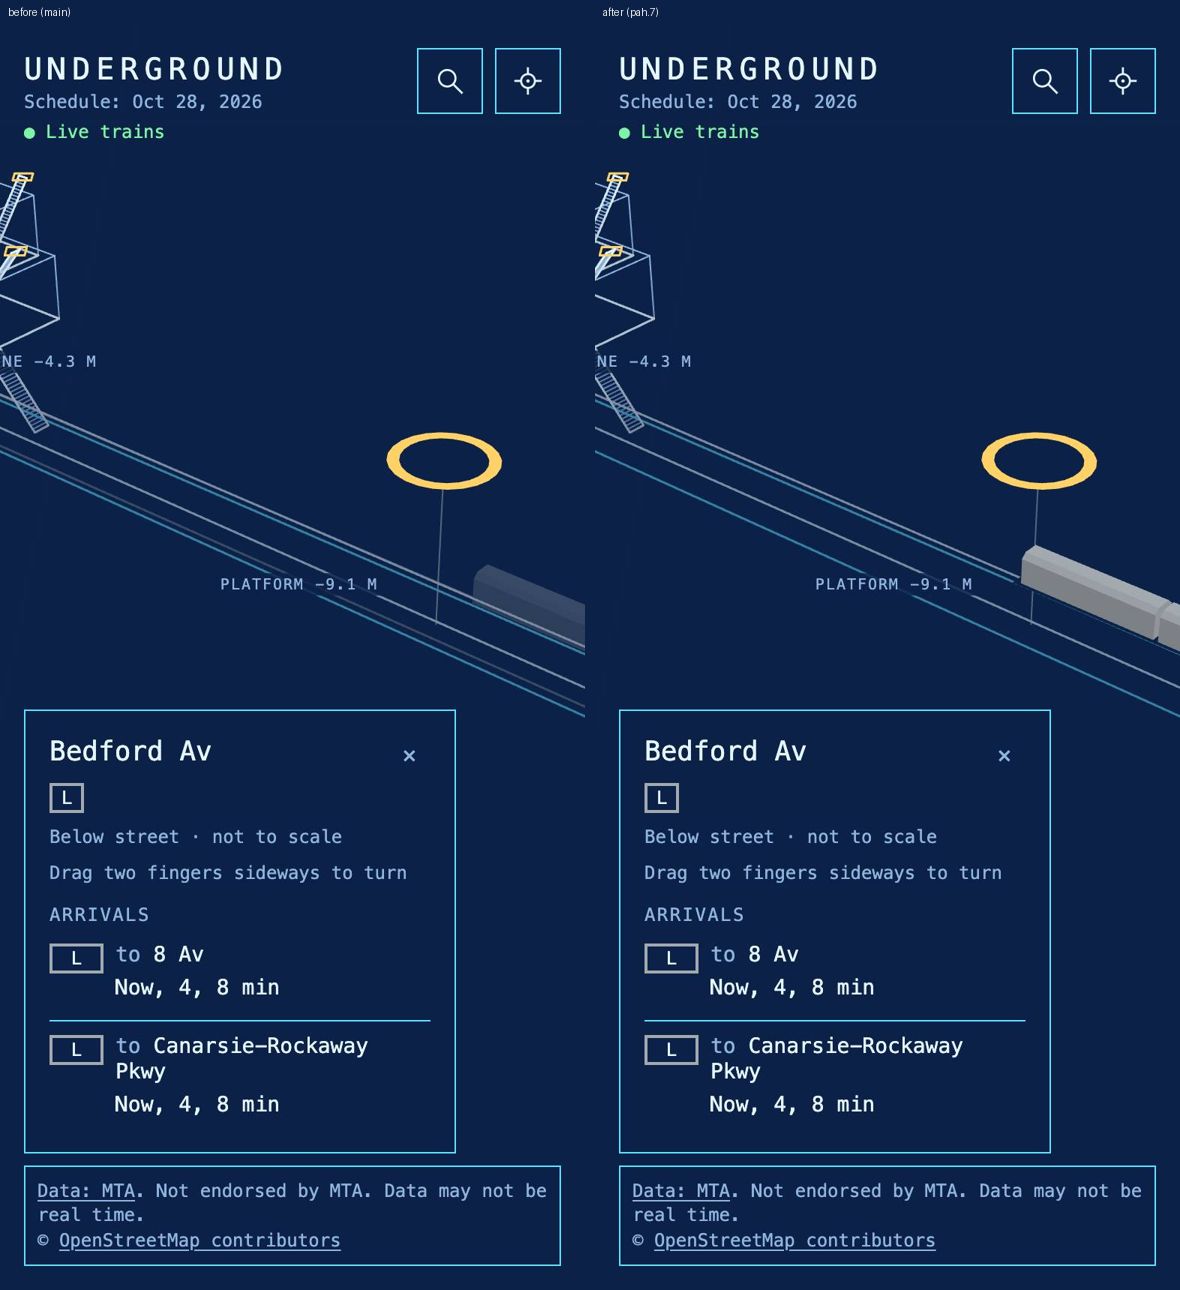 before (main)
UNDERGROUND
Schedule: Oct 28, 2026
● Live trains
NE −4.3 M
PLATFORM −9.1 M
Bedford Av
×
L
Below street · not to scale
Drag two fingers sideways to turn
ARRIVALS
L to 8 Av
Now, 4, 8 min
L to Canarsie–Rockaway
Pkwy
Now, 4, 8 min
Data: MTA. Not endorsed by MTA. Data may not be
real time.
© OpenStreetMap contributors
after (pah.7)
UNDERGROUND
Schedule: Oct 28, 2026
● Live trains
NE −4.3 M
PLATFORM −9.1 M
Bedford Av
×
L
Below street · not to scale
Drag two fingers sideways to turn
ARRIVALS
L to 8 Av
Now, 4, 8 min
L to Canarsie–Rockaway
Pkwy
Now, 4, 8 min
Data: MTA. Not endorsed by MTA. Data may not be
real time.
© OpenStreetMap contributors